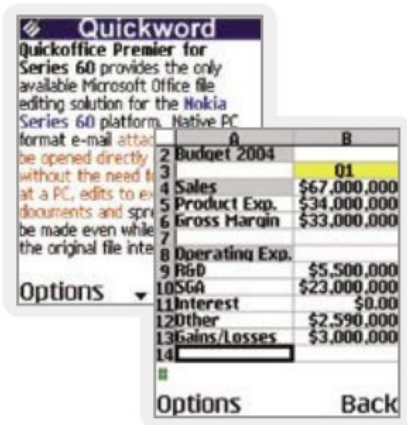 Quickword
Quickoffice Premier for
Series 60 provides the only
available Microsoft Office file
editing solution for the Nokia
Series 60 platform. Native PC
format e-mail
be opened directly
without the need
at a PC, edits to
documents and
be made even while
the original file
Options
A B
2 Budget 2004
3 Q1
4 Sales $67,000,000
5 Product Exp. $34,000,000
6 Gross Margin $33,000,000
7
8 Operating Exp.
9 R&D $5,500,000
10 SGA $23,000,000
11 Interest $0.00
12 Other $2,590,000
13 Gains/Losses $3,000,000
14
Options Back